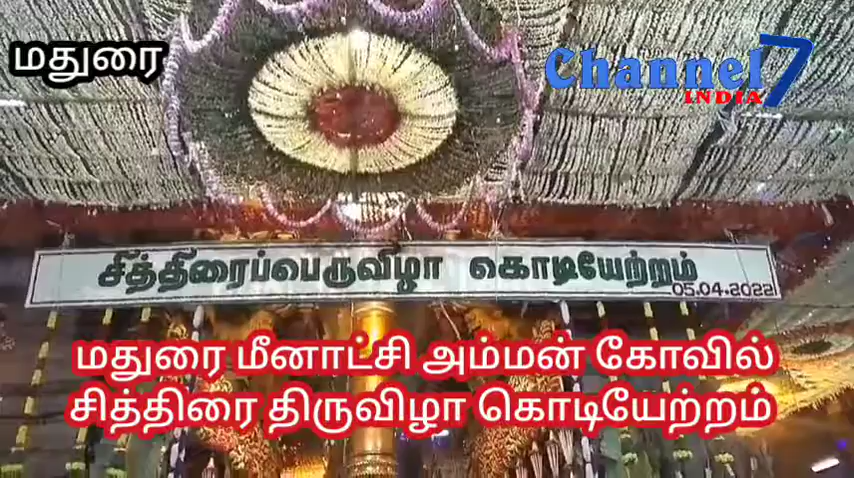 மதுரை
Channel 7
INDIA
சித்திரைப்பெருவிழா கொடியேற்றம்
05.04.2022
மதுரை மீனாட்சி அம்மன் கோவில்
சித்திரை திருவிழா கொடியேற்றம்